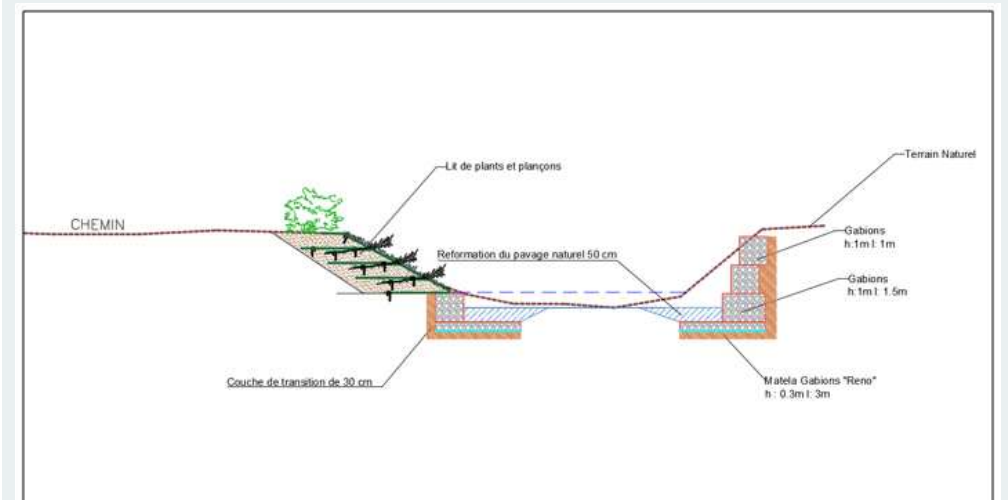 Terrain Naturel
Lit de plants et plançons
CHEMIN
Gabions
h:1m l: 1m
Reformation du pavage naturel 50 cm
Gabions
h:1m l: 1.5m
Couche de transition de 30 cm
Matela Gabions "Reno"
h : 0.3m l: 3m